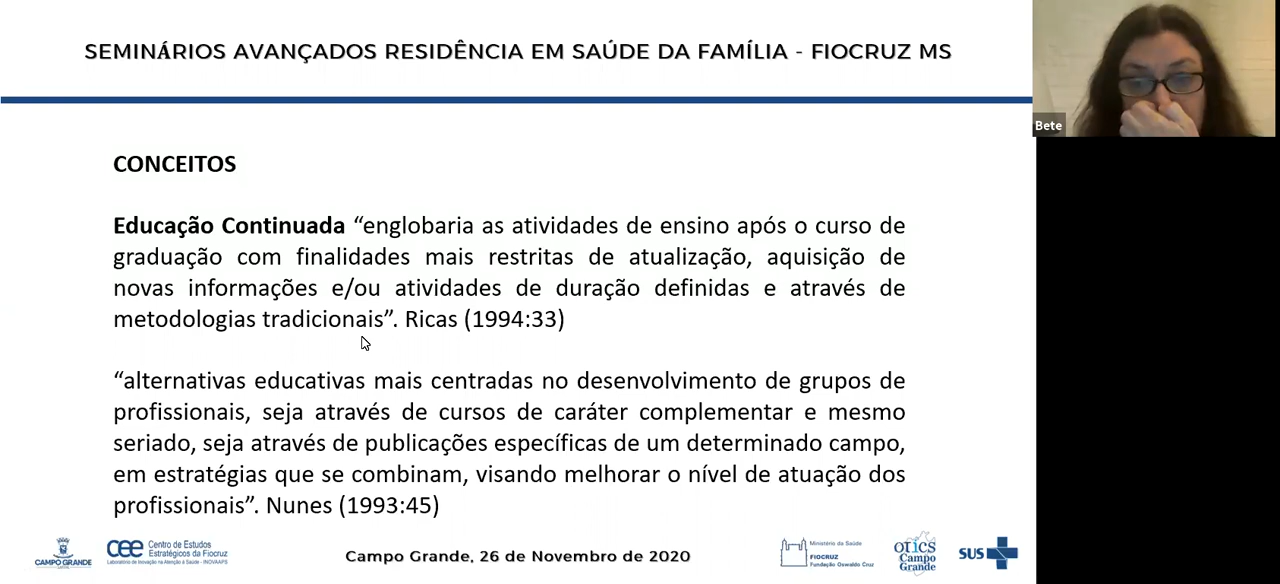 SEMINÁRIOS AVANÇADOS RESIDÊNCIA EM SAÚDE DA FAMÍLIA - FIOCRUZ MS
Bete
CONCEITOS
Educação Continuada “englobaria as atividades de ensino após o curso de
graduação com finalidades mais restritas de atualização, aquisição de
novas informações e/ou atividades de duração definidas e através de
metodologias tradicionais”. Ricas (1994:33)
“alternativas educativas mais centradas no desenvolvimento de grupos de
profissionais, seja através de cursos de caráter complementar e mesmo
seriado, seja através de publicações específicas de um determinado campo,
em estratégias que se combinam, visando melhorar o nível de atuação dos
profissionais”. Nunes (1993:45)
CAMPO GRANDE
cee
Centro de Estudos
Estratégicos da Fiocruz
Laboratório de Inovação na Atenção à Saúde - INOVAAPS
Campo Grande, 26 de Novembro de 2020
Ministério da Saúde
FIOCRUZ
Fundação Oswaldo Cruz
OTICS
Campo
Grande
SUS